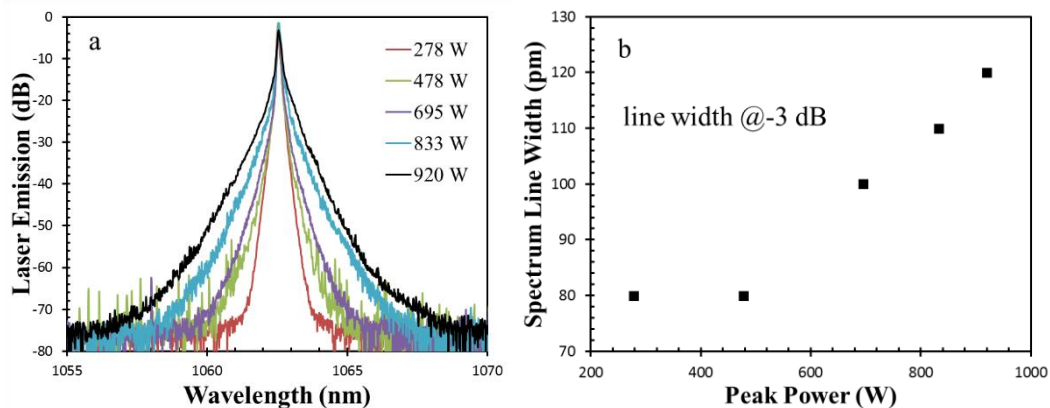 a
278 W
478 W
695 W
833 W
920 W
0
-10
-20
-30
-40
-50
-60
-70
-80
Laser Emission (dB)
1055
1060
1065
1070
Wavelength (nm)
b
line width @-3 dB
130
120
110
100
90
80
70
Spectrum Line Width (pm)
200
400
600
800
1000
Peak Power (W)